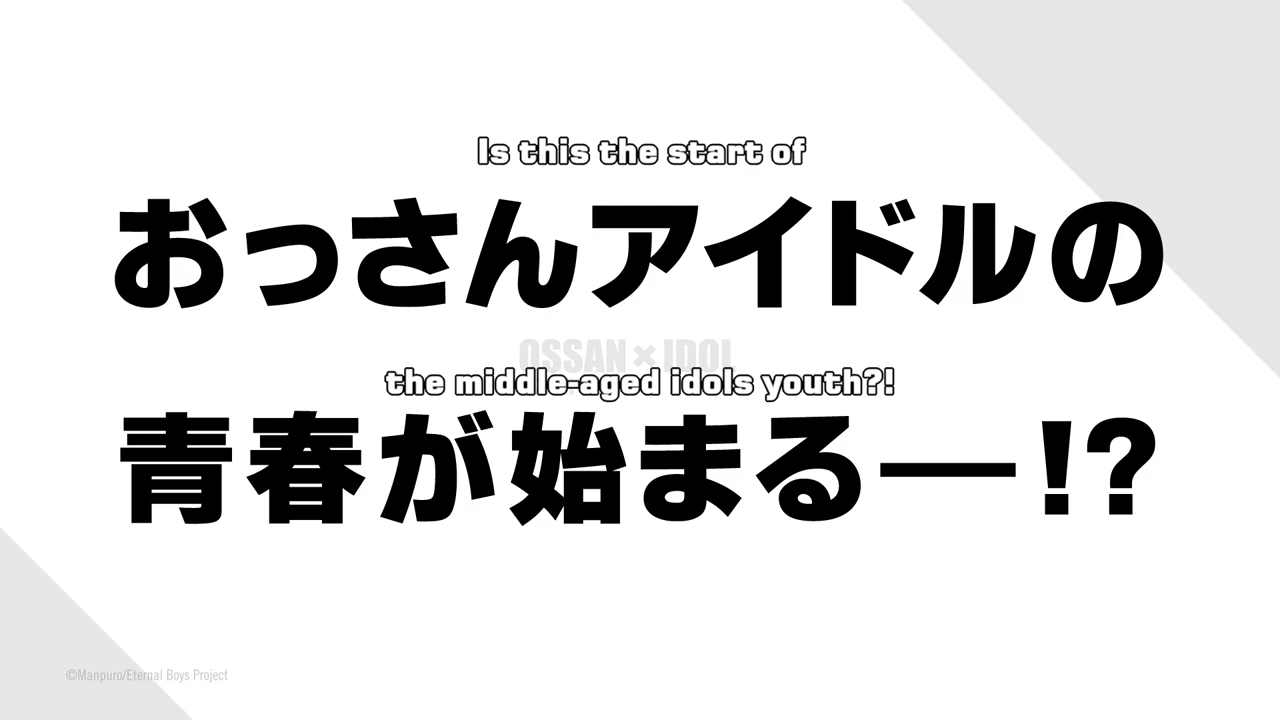 Is this the start of
おっさんアイドルの
OSSAN × IDOL
the middle-aged idols youth?!
青春が始まる—!?
©Manpuro/Eternal Boys Project